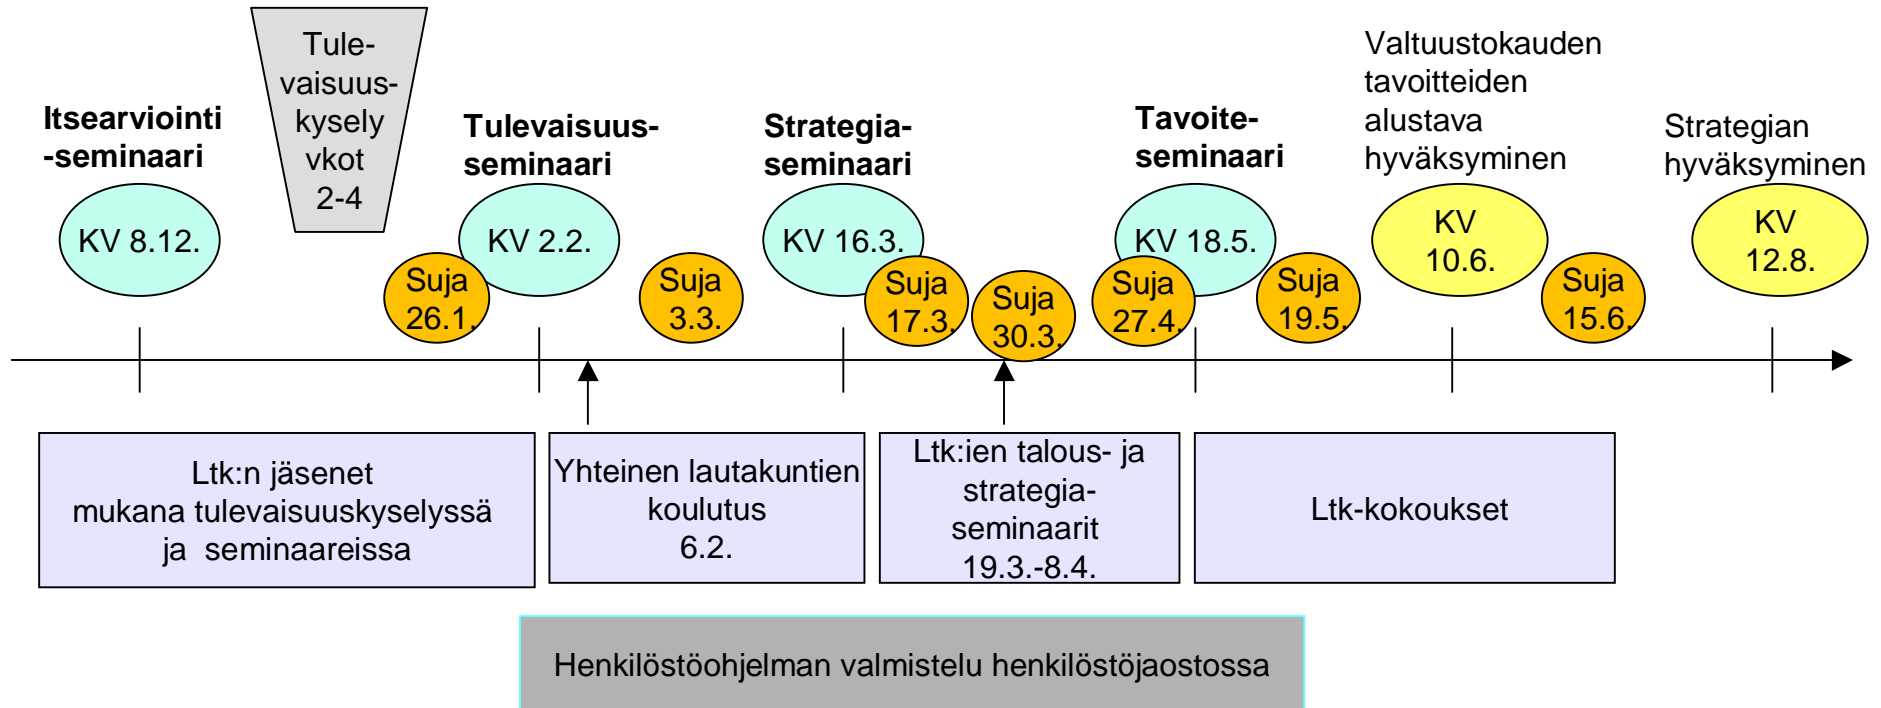 Tule-
vaisuus-
kysely
vkot
2-4
Itsearviointi
-seminaari
Tulevaisuus-
seminaari
Strategia-
seminaari
Tavoite-
seminaari
Valtuustokauden
tavoitteiden
alustava
hyväksyminen
Strategian
hyväksyminen
KV 8.12.
KV 2.2.
KV 16.3.
KV 18.5.
KV
10.6.
KV
12.8.
Suja
26.1.
Suja
3.3.
Suja
17.3.
Suja
30.3.
Suja
27.4.
Suja
19.5.
Suja
15.6.
Ltk:n jäsenet
mukana tulevaisuuskyselyssä
ja seminaareissa
Yhteinen lautakuntien
koulutus
6.2.
Ltk:ien talous- ja
strategia-
seminaarit
19.3.-8.4.
Ltk-kokoukset
Henkilöstöohjelman valmistelu henkilöstöjaostossa